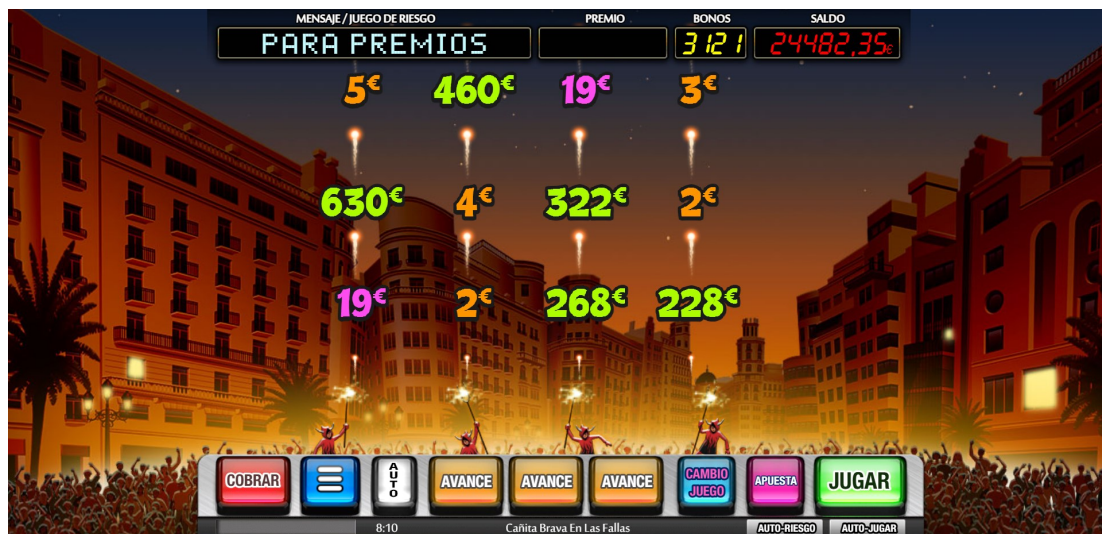 MENSAJE / JUEGO DE RIESGO PREMIO BONOS SALDO
PARA PREMIOS 3121 24482,35€
5€ 460€ 19€ 3€
630€ 4€ 322€ 2€
19€ 2€ 268€ 228€
COBRAR AUTO AVANCE AVANCE AVANCE CAMBIO JUEGO APUESTA JUGAR
8:10 Cañita Brava En Las Fallas AUTO-RIESGO AUTO-JUGAR